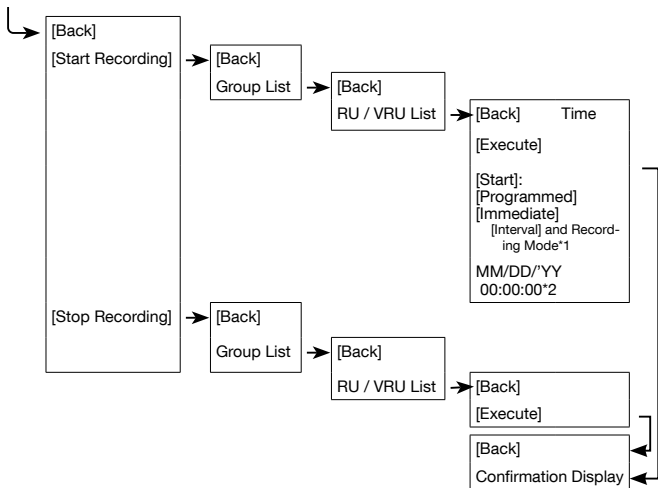 [Back]
[Start Recording]
[Back]
Group List
[Back]
RU / VRU List
[Back] Time
[Execute]
[Start]:
[Programmed]
[Immediate]
[Interval] and Record-
ing Mode*1
MM/DD/'YY
00:00:00*2
[Stop Recording]
[Back]
Group List
[Back]
RU / VRU List
[Back]
[Execute]
[Back]
Confirmation Display